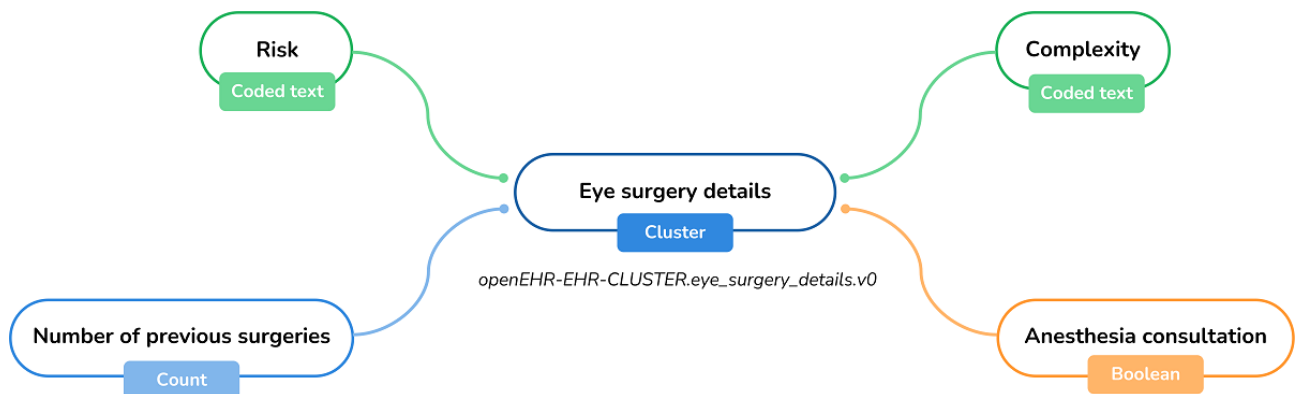 Risk
Coded text
Complexity
Coded text
Eye surgery details
Cluster
openEHR-EHR-CLUSTER.eye_surgery_details.v0
Number of previous surgeries
Count
Anesthesia consultation
Boolean